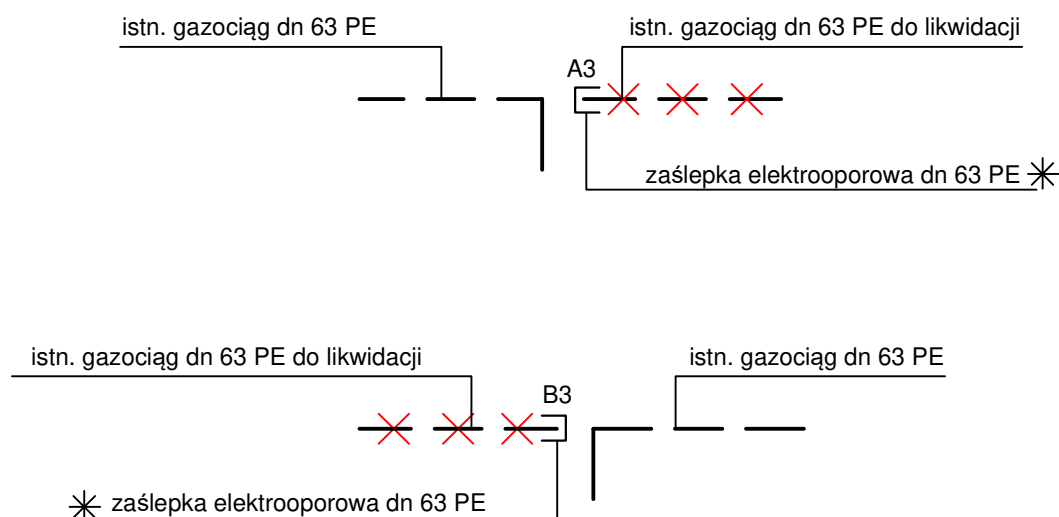 istn. gazociąg dn 63 PE
istn. gazociąg dn 63 PE do likwidacji
A3
zaślepka elektrooporowa dn 63 PE
istn. gazociąg dn 63 PE do likwidacji
istn. gazociąg dn 63 PE
B3
zaślepka elektrooporowa dn 63 PE